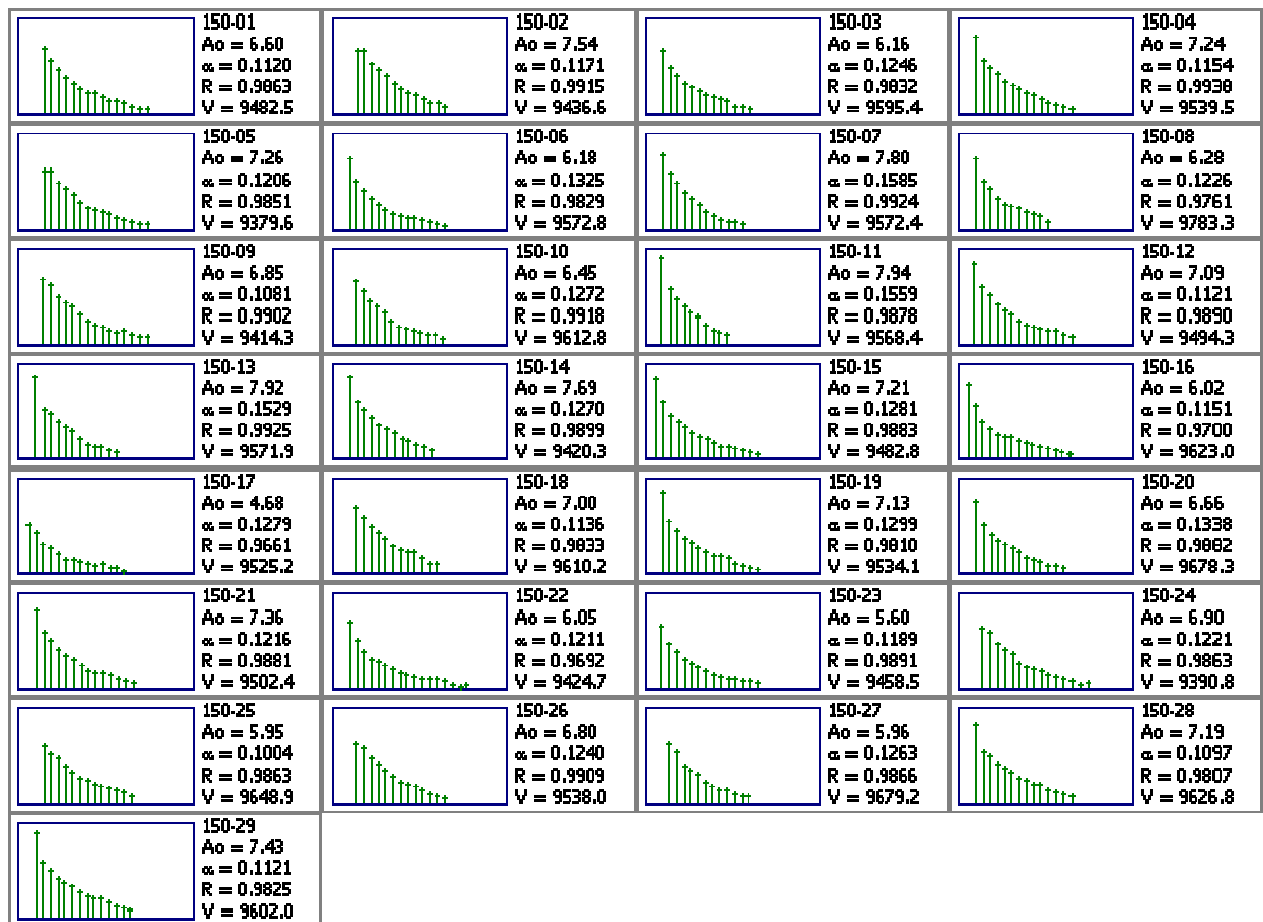 150-01
Ao = 6.60
α = 0.1120
R = 0.9863
V = 9482.5
150-02
Ao = 7.54
α = 0.1171
R = 0.9915
V = 9436.6
150-03
Ao = 6.16
α = 0.1246
R = 0.9832
V = 9595.4
150-04
Ao = 7.24
α = 0.1154
R = 0.9938
V = 9539.5
150-05
Ao = 7.26
α = 0.1206
R = 0.9851
V = 9379.6
150-06
Ao = 6.18
α = 0.1325
R = 0.9829
V = 9572.8
150-07
Ao = 7.80
α = 0.1585
R = 0.9924
V = 9572.4
150-08
Ao = 6.28
α = 0.1226
R = 0.9761
V = 9783.3
150-09
Ao = 6.85
α = 0.1081
R = 0.9902
V = 9414.3
150-10
Ao = 6.45
α = 0.1272
R = 0.9918
V = 9612.8
150-11
Ao = 7.94
α = 0.1559
R = 0.9878
V = 9568.4
150-12
Ao = 7.09
α = 0.1121
R = 0.9890
V = 9494.3
150-13
Ao = 7.92
α = 0.1529
R = 0.9925
V = 9571.9
150-14
Ao = 7.69
α = 0.1270
R = 0.9899
V = 9420.3
150-15
Ao = 7.21
α = 0.1281
R = 0.9883
V = 9482.8
150-16
Ao = 6.02
α = 0.1151
R = 0.9700
V = 9623.0
150-17
Ao = 4.68
α = 0.1279
R = 0.9661
V = 9525.2
150-18
Ao = 7.00
α = 0.1136
R = 0.9833
V = 9610.2
150-19
Ao = 7.13
α = 0.1299
R = 0.9810
V = 9534.1
150-20
Ao = 6.66
α = 0.1338
R = 0.9882
V = 9678.3
150-21
Ao = 7.36
α = 0.1216
R = 0.9881
V = 9502.4
150-22
Ao = 6.05
α = 0.1211
R = 0.9692
V = 9424.7
150-23
Ao = 5.60
α = 0.1189
R = 0.9891
V = 9458.5
150-24
Ao = 6.90
α = 0.1221
R = 0.9863
V = 9390.8
150-25
Ao = 5.95
α = 0.1004
R = 0.9863
V = 9648.9
150-26
Ao = 6.80
α = 0.1240
R = 0.9909
V = 9538.0
150-27
Ao = 5.96
α = 0.1263
R = 0.9866
V = 9679.2
150-28
Ao = 7.19
α = 0.1097
R = 0.9807
V = 9626.8
150-29
Ao = 7.43
α = 0.1121
R = 0.9825
V = 9602.0